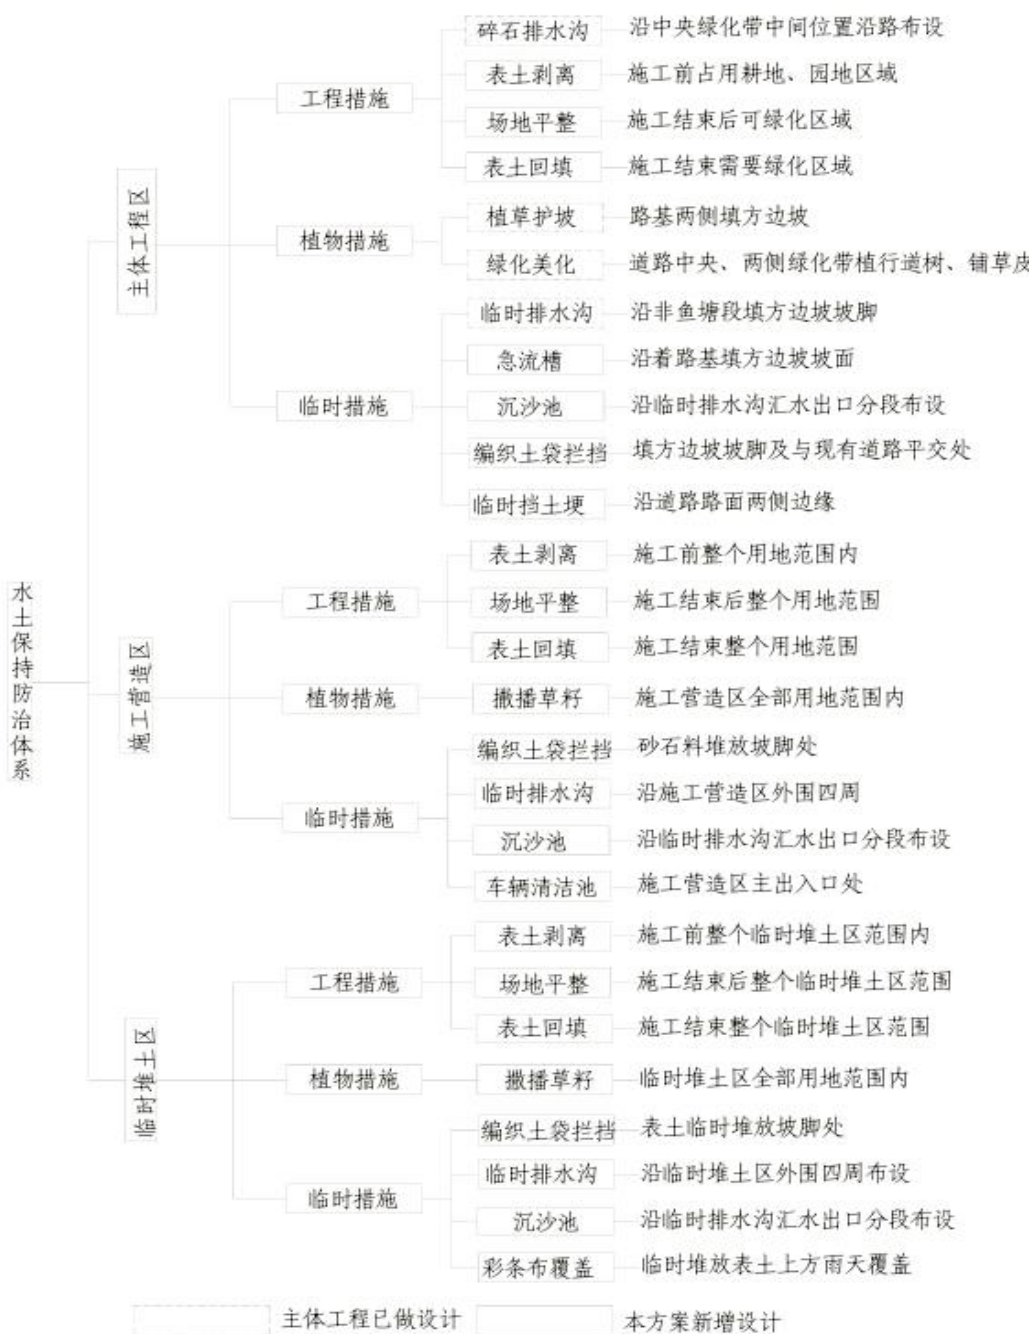 水土保持防治体系
主体工程区
工程措施
碎石排水沟 沿中央绿化带中间位置沿路布设
表土剥离 施工前占用耕地、园地区域
场地平整 施工结束后可绿化区域
表土回填 施工结束需要绿化区域
植物措施
植草护坡 路基两侧填方边坡
绿化美化 道路中央、两侧绿化带植行道树、铺草皮
临时措施
临时排水沟 沿非鱼塘段填方边坡坡脚
急流槽 沿着路基填方边坡坡面
沉沙池 沿临时排水沟汇水出口分段布设
编织土袋拦挡 填方边坡坡脚及与现有道路平交处
临时挡土埂 沿道路路面两侧边缘
施工营造区
工程措施
表土剥离 施工前整个用地范围内
场地平整 施工结束后整个用地范围
表土回填 施工结束整个用地范围
植物措施
撒播草籽 施工营造区全部用地范围内
临时措施
编织土袋拦挡 砂石料堆放坡脚处
临时排水沟 沿施工营造区外围四周
沉沙池 沿临时排水沟汇水出口分段布设
车辆清洁池 施工营造区主出入口处
临时堆土区
工程措施
表土剥离 施工前整个临时堆土区范围内
场地平整 施工结束后整个临时堆土区范围
表土回填 施工结束整个临时堆土区范围
植物措施
撒播草籽 临时堆土区全部用地范围内
临时措施
编织土袋拦挡 表土临时堆放坡脚处
临时排水沟 沿临时堆土区外围四周布设
沉沙池 沿临时排水沟汇水出口分段布设
彩条布覆盖 临时堆放表土上方雨天覆盖
主体工程已做设计 本方案新增设计